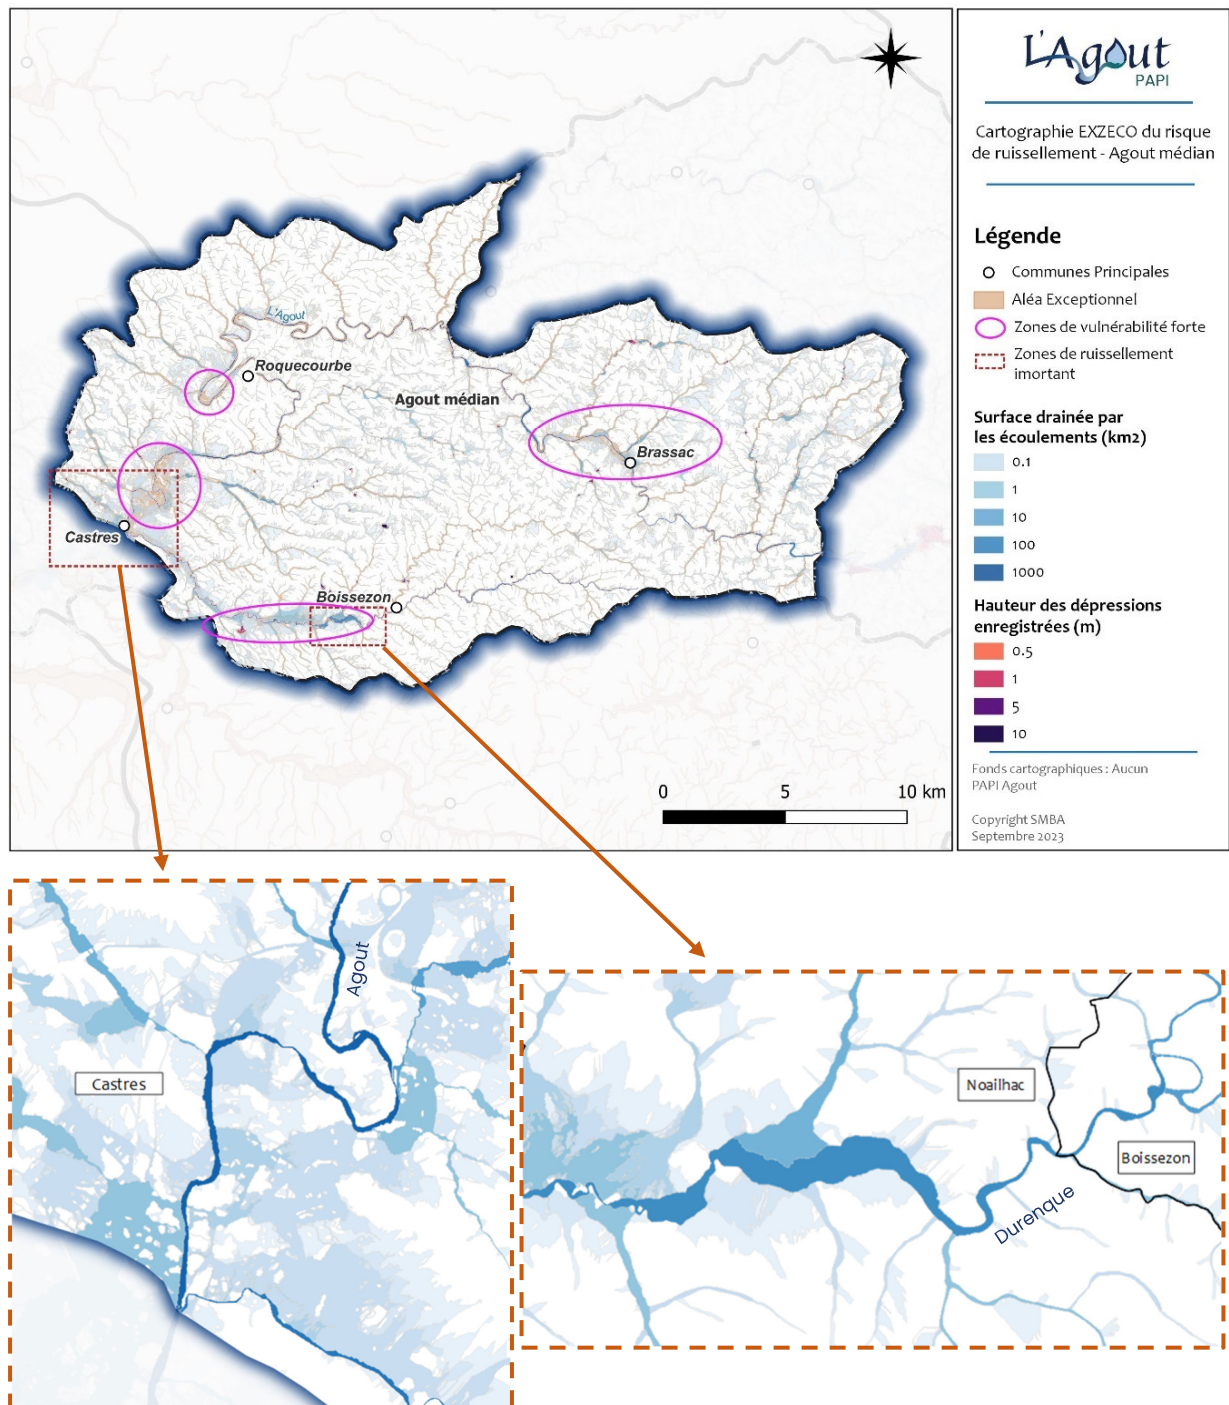 L'Agout
PAPI
Cartographie EXZECO du risque
de ruissellement - Agout médian
Légende
Communes Principales
Aléa Exceptionnel
Zones de vulnérabilité forte
Zones de ruissellement
imortant
Surface drainée par
les écoulements (km2)
0.1
1
10
100
1000
Hauteur des dépressions
enregistrées (m)
0.5
1
5
10
Fonds cartographiques : Aucun
PAPI Agout
Copyright SMBA
Septembre 2023
L'Agout
Roquecourbe
Agout médian
Brassac
Castres
Boissezon
0
5
10 km
Agout
Castres
Noailhac
Boissezon
Durenque